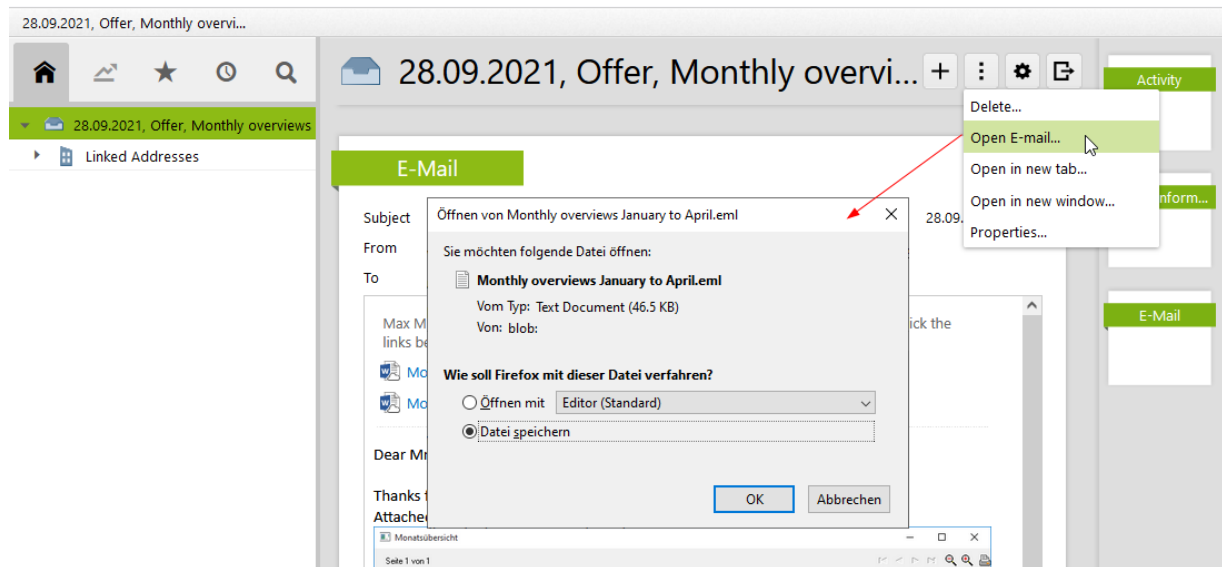 28.09.2021, Offer, Monthly overvi...
28.09.2021, Offer, Monthly overvi...
Activity
Delete...
28.09.2021, Offer, Monthly overviews
Open E-mail...
Linked Addresses
E-Mail
Open in new tab...
Open in new window...
Properties...
nform...
Subject
28.09.
From
To
Öffnen von Monthly overviews January to April.eml
Sie möchten folgende Datei öffnen:
Monthly overviews January to April.eml
Vom Typ: Text Document (46.5 KB)
Von: blob:
Wie soll Firefox mit dieser Datei verfahren?
Öffnen mit Editor (Standard)
Datei speichern
OK Abbrechen
E-Mail
Max M
ick the
links be
Mo
Mo
Dear Mr
Thanks f
Attached
Monatsübersicht
Seite 1 von 1